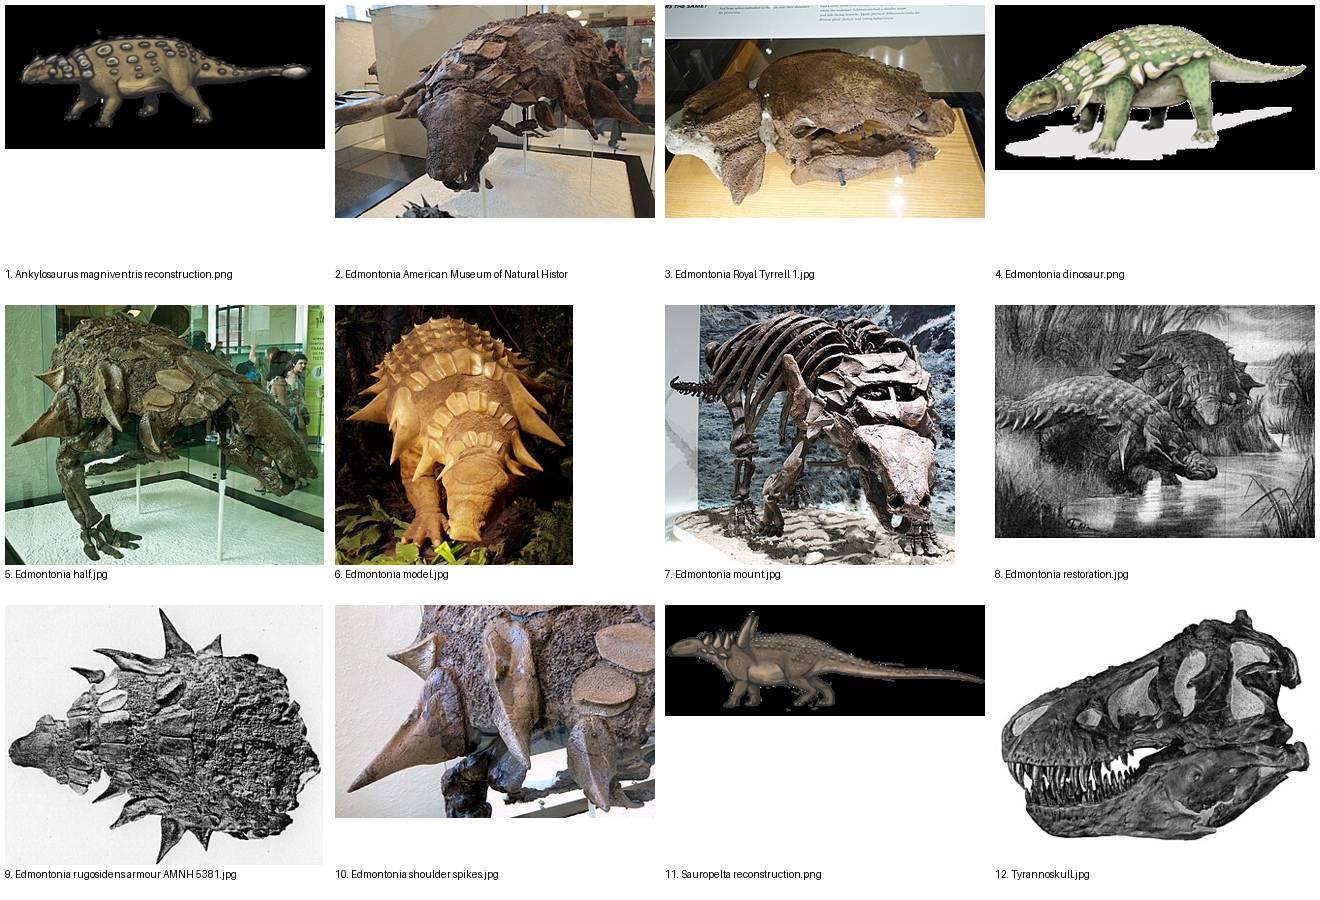 RS THE SAME?
1. Ankylosaurus magniventris reconstruction.png
2. Edmontonia American Museum of Natural Histor
3. Edmontonia Royal Tyrrell 1.jpg
4. Edmontonia dinosaur.png
5. Edmontonia half.jpg
6. Edmontonia model.jpg
7. Edmontonia mount.jpg
8. Edmontonia restoration.jpg
9. Edmontonia rugosidens armour AMNH 5381.jpg
10. Edmontonia shoulder spikes.jpg
11. Sauropelta reconstruction.png
12. Tyrannoskull.jpg